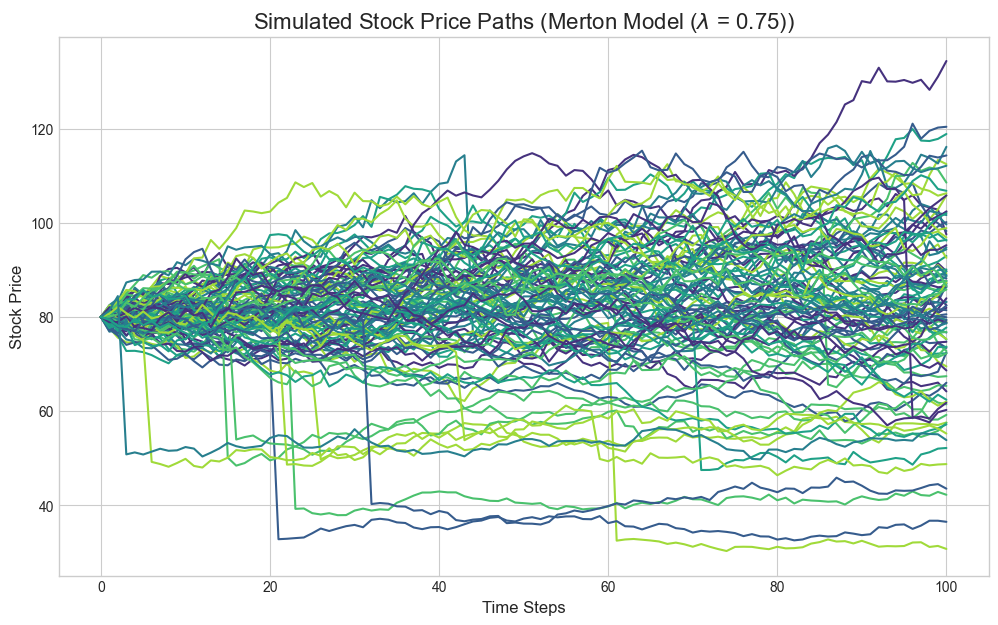 Simulated Stock Price Paths (Merton Model (λ = 0.75))
Stock Price
120
100
80
60
40
0 20 40 60 80 100
Time Steps